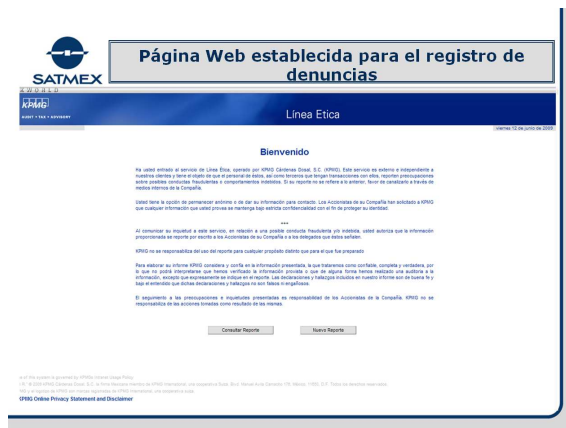 SATMEX
Página Web establecida para el registro de
denuncias
KWORLD
KPMG
AUDIT • TAX • ADVISORY
Línea Etica
viernes 12 de junio de 2009
Bienvenido
Ha usted entrado al servicio de Línea Ética, operado por KPMG Cárdenas Dosal, S.C. (KPMG). Este servicio es externo e independiente a
nuestros clientes y tiene el objeto de que el personal de éstos, así como terceros que tengan transacciones con ellos, reporten preocupaciones
sobre posibles conductas fraudulentas o comportamientos indebidos. Si su reporte no se refiere a lo anterior, favor de canalizarlo a través de
medios internos de la Compañía.
Usted tiene la opción de permanecer anónimo o de dar su información para contacto. Los Accionistas de su Compañía han solicitado a KPMG
que cualquier información que usted provea se mantenga bajo estricta confidencialidad con el fin de proteger su identidad.
***
Al comunicar su inquietud a este servicio, en relación a una posible conducta fraudulenta y/o indebida, usted autoriza que la información
proporcionada se reporte por escrito a los Accionistas de su Compañía o a los delegados que éstos señalen.
KPMG no se responsabiliza del uso del reporte para cualquier propósito distinto que para el que fue preparado
Para elaborar su informe KPMG considera y confía en la información presentada, la que trataremos como confiable, completa y verdadera, por
lo que no podrá interpretarse que hemos verificado la información provista o que de alguna forma hemos realizado una auditoría a la
información, excepto que expresamente se indique en el reporte. Las declaraciones y hallazgos incluidos en nuestro informe son de buena fe y
bajo el entendido que dichas declaraciones y hallazgos no son falsos ni engañosos.
El seguimiento a las preocupaciones o inquietudes presentadas es responsabilidad de los Accionistas de la Compañía. KPMG no se
responsabiliza de las acciones tomadas como resultado de las mismas.
Consultar Reporte
Nuevo Reporte
of this system is governed by KPMGs Intranet Usage Policy
KPMG Online Privacy Statement and Disclaimer